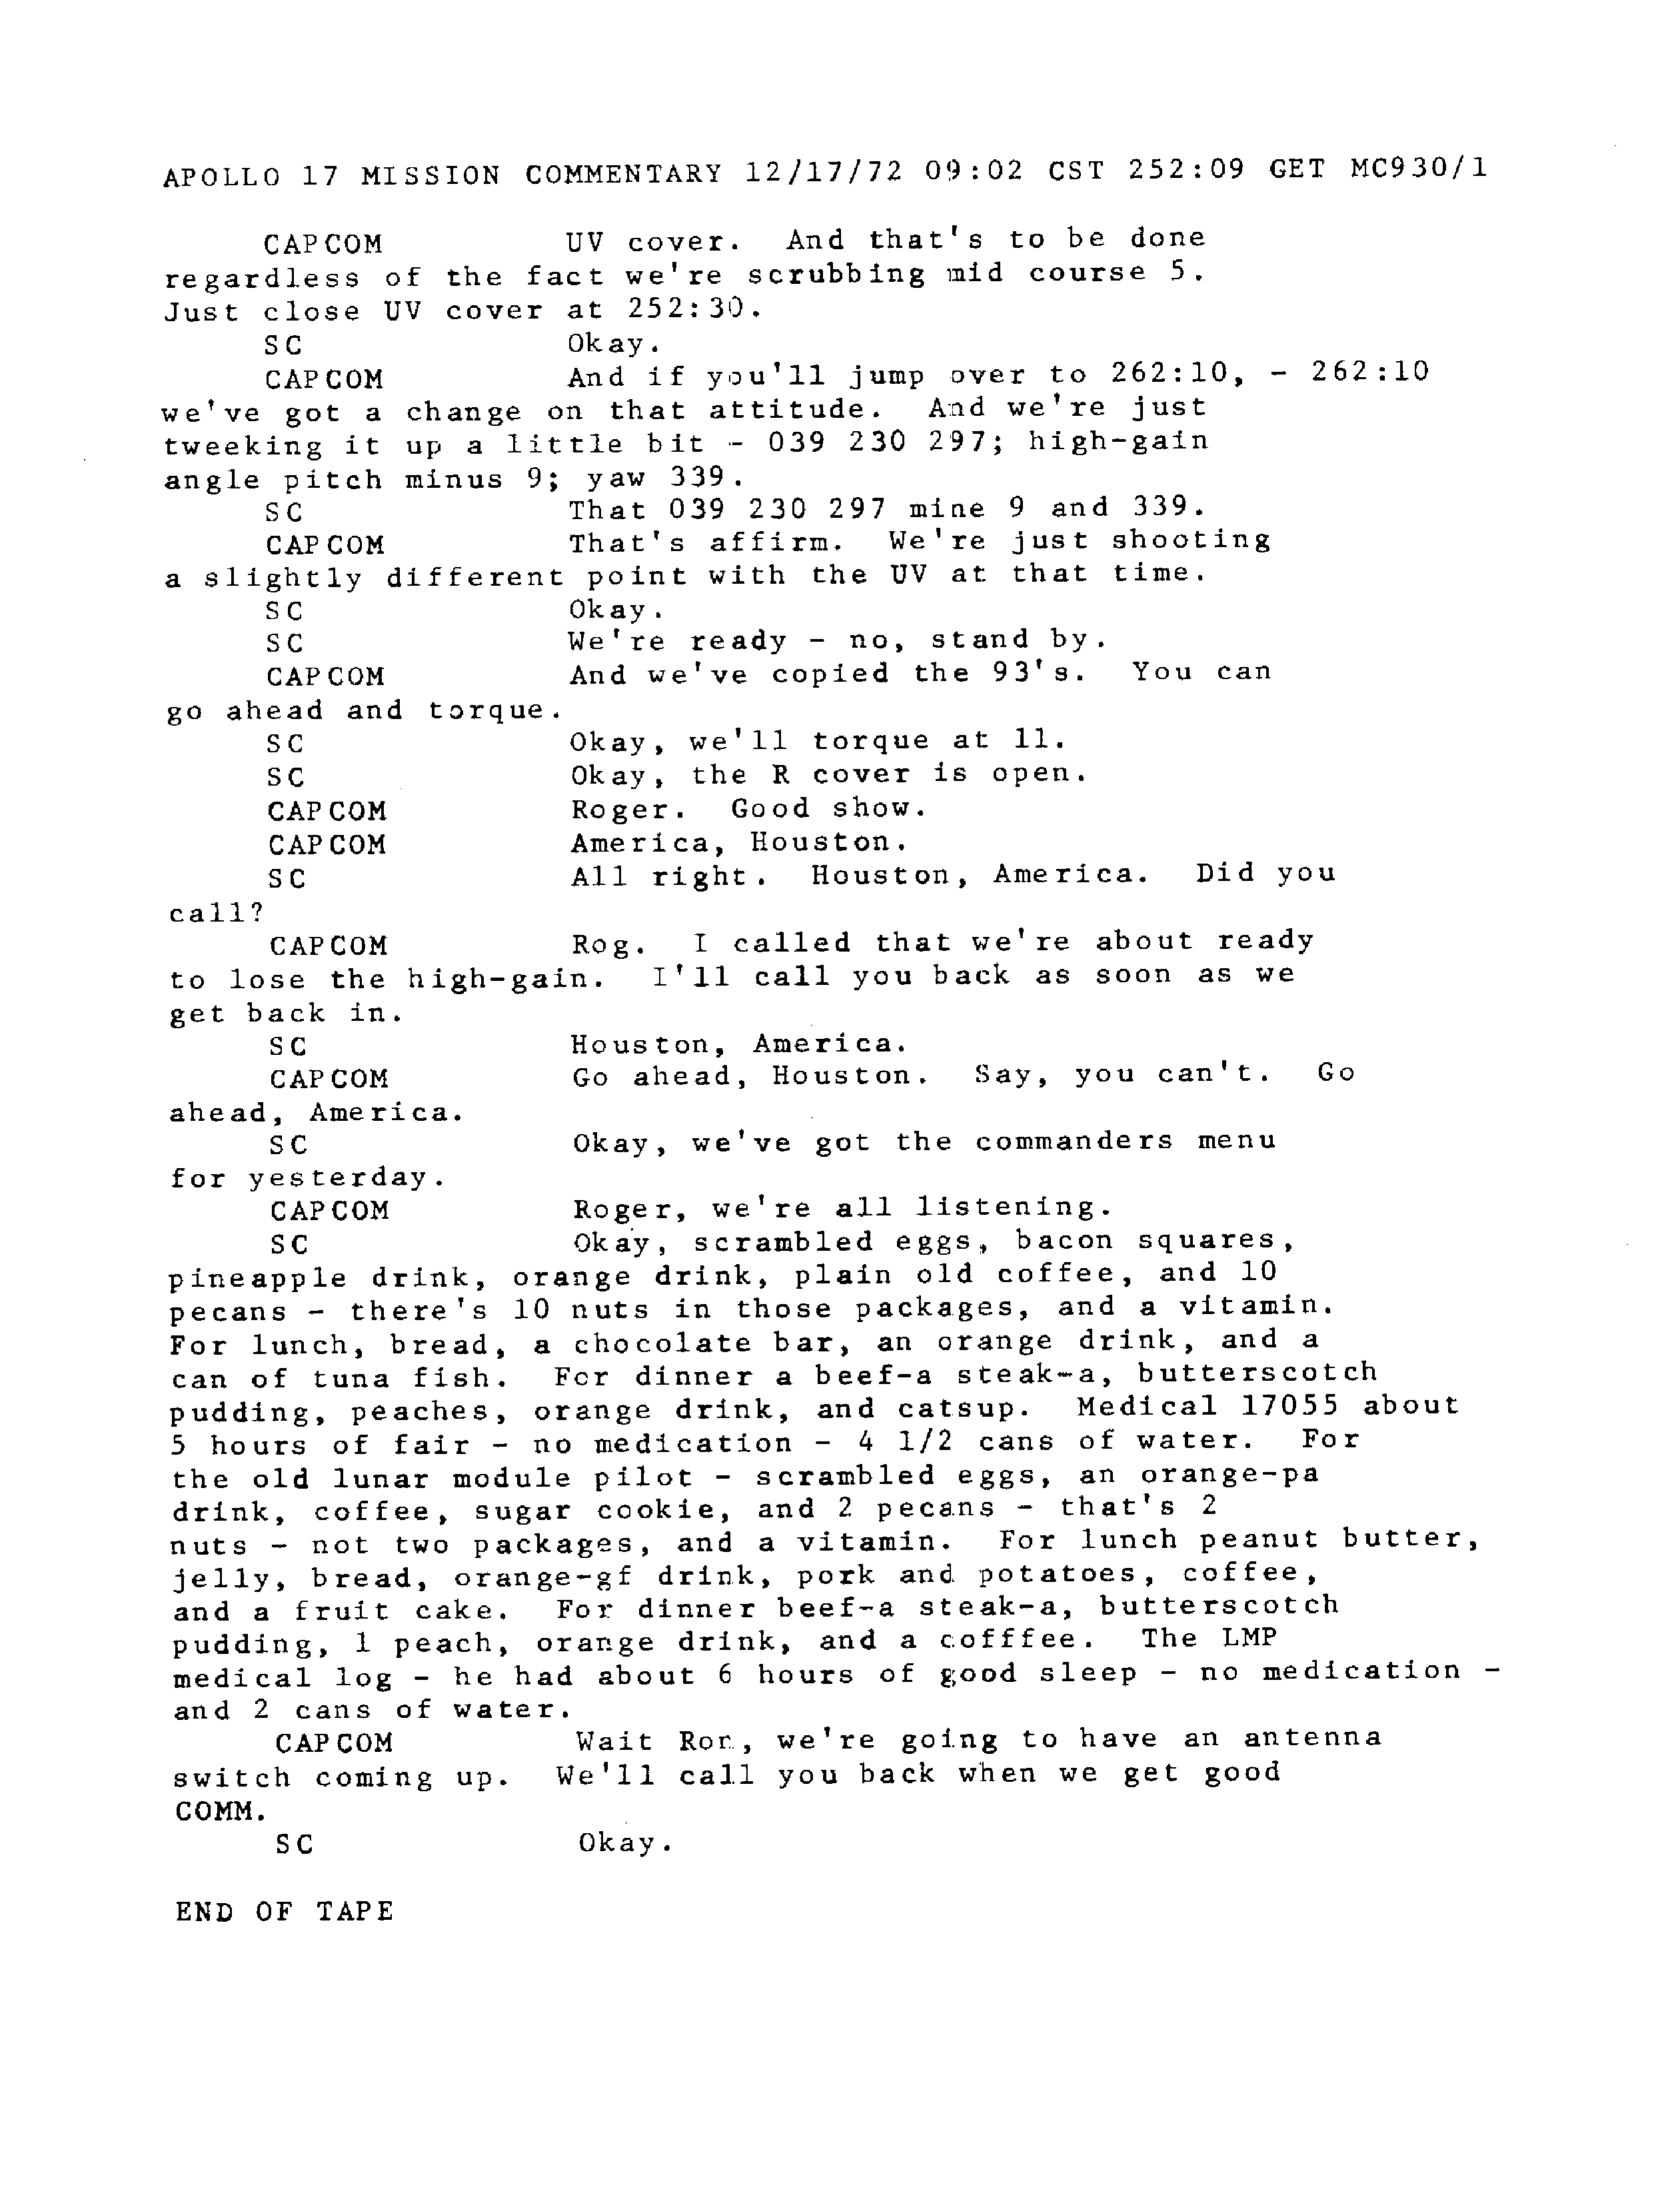 APOLLO 17 MISSION COMMENTARY 12/17/72 09:02 CST 252:09 GET MC930/1
CAPCOM UV cover. And that's to be done
regardless of the fact we're scrubbing mid course 5.
Just close UV cover at 252:30.
SC Okay.
CAPCOM And if you'll jump over to 262:10, - 262:10
we've got a change on that attitude. And we're just
tweeking it up a little bit - 039 230 297; high-gain
angle pitch minus 9; yaw 339.
SC That 039 230 297 mine 9 and 339.
CAPCOM That's affirm. We're just shooting
a slightly different point with the UV at that time.
SC Okay.
SC We're ready - no, stand by.
CAPCOM And we've copied the 93's. You can
go ahead and torque.
SC Okay, we'll torque at 11.
SC Okay, the R cover is open.
CAPCOM Roger. Good show.
CAPCOM America, Houston.
SC All right. Houston, America. Did you
call?
CAPCOM Rog. I called that we're about ready
to lose the high-gain. I'll call you back as soon as we
get back in.
SC Houston, America.
CAPCOM Go ahead, Houston. Say, you can't. Go
ahead, America.
SC Okay, we've got the commanders menu
for yesterday.
CAPCOM Roger, we're all listening.
SC Okay, scrambled eggs, bacon squares,
pineapple drink, orange drink, plain old coffee, and 10
pecans - there's 10 nuts in those packages, and a vitamin.
For lunch, bread, a chocolate bar, an orange drink, and a
can of tuna fish. For dinner a beef-a steak-a, butterscotch
pudding, peaches, orange drink, and catsup. Medical 17055 about
5 hours of fair - no medication - 4 1/2 cans of water. For
the old lunar module pilot - scrambled eggs, an orange-pa
drink, coffee, sugar cookie, and 2 pecans - that's 2
nuts - not two packages, and a vitamin. For lunch peanut butter,
jelly, bread, orange-gf drink, pork and potatoes, coffee,
and a fruit cake. For dinner beef-a steak-a, butterscotch
pudding, 1 peach, orange drink, and a cofffee. The LMP
medical log - he had about 6 hours of good sleep - no medication -
and 2 cans of water.
CAPCOM Wait Ron, we're going to have an antenna
switch coming up. We'll call you back when we get good
COMM.
SC Okay.
END OF TAPE